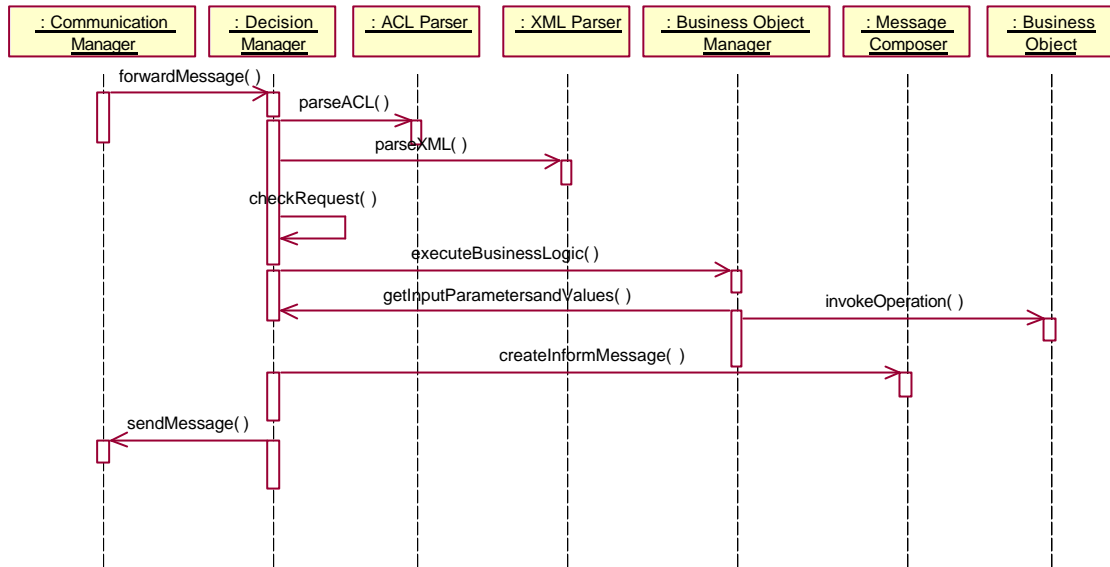 : Communication
Manager
: Decision
Manager
: ACL Parser
: XML Parser
: Business Object
Manager
: Message
Composer
: Business
Object
forwardMessage( )
parseACL( )
parseXML( )
checkRequest( )
executeBusinessLogic( )
getInputParametersandValues( )
invokeOperation( )
createInformMessage( )
sendMessage( )